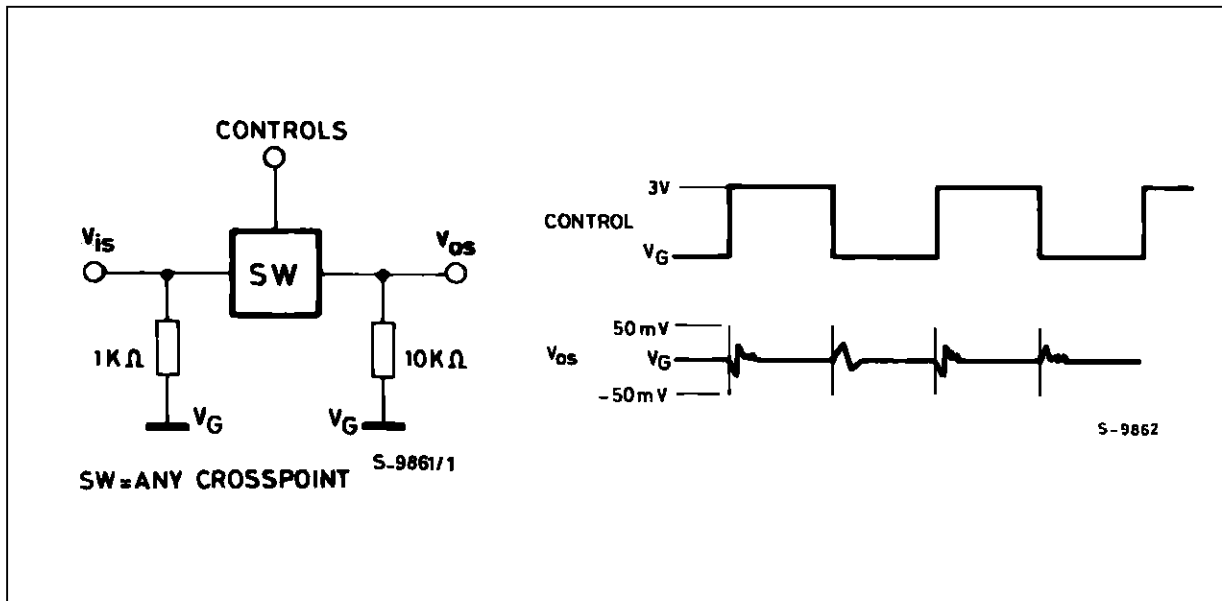 CONTROLS
Vis
Vos
SW
1KΩ
10KΩ
VG
VG
S-9861/1
SW=ANY CROSSPOINT
3V
CONTROL
VG
50mV
Vos
VG
-50mV
S-9862